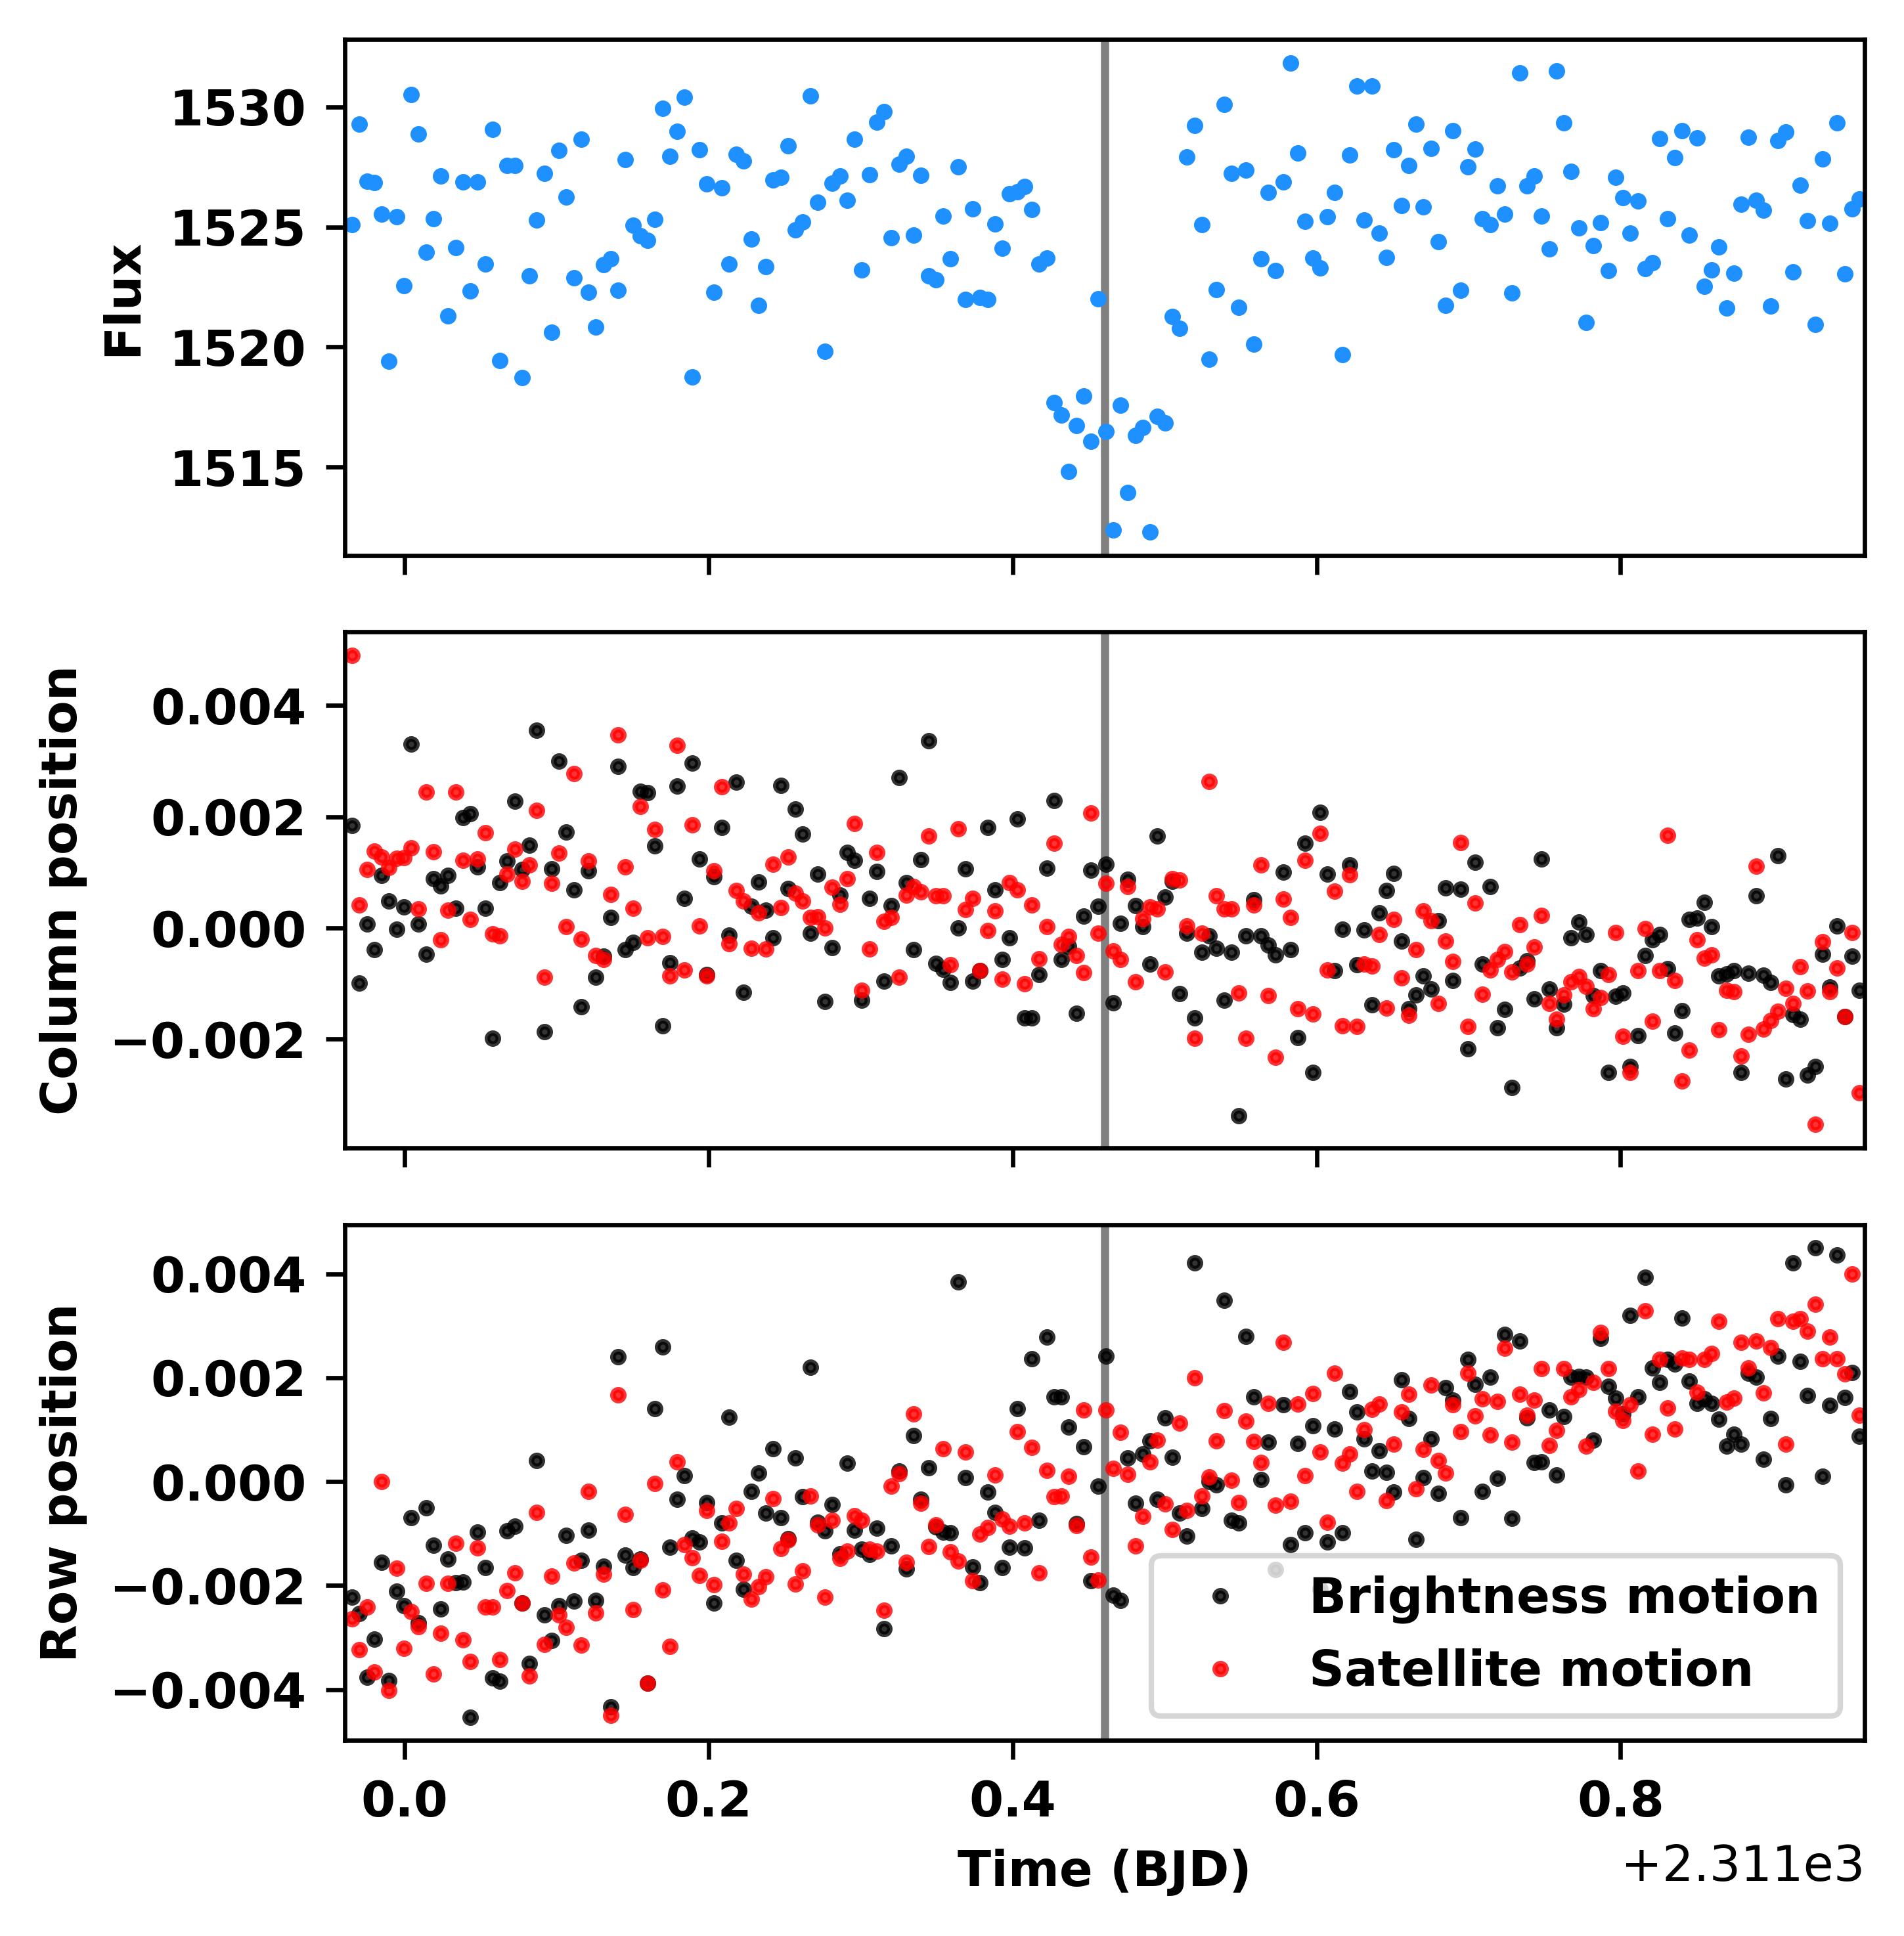 Flux
1530
1525
1520
1515
Column position
0.004
0.002
0.000
−0.002
Row position
0.004
0.002
0.000
−0.002
−0.004
Brightness motion
Satellite motion
0.0 0.2 0.4 0.6 0.8
Time (BJD)
+2.311e3